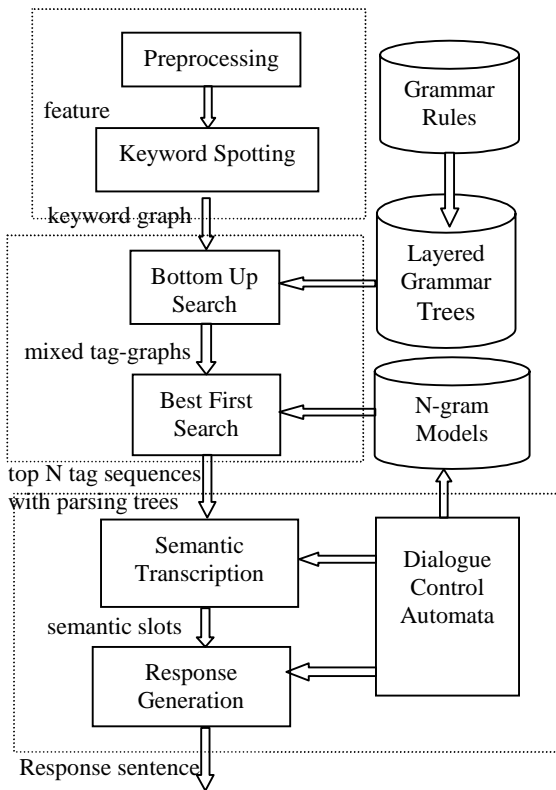 Preprocessing
Grammar
Rules
feature
Keyword Spotting
keyword graph
Bottom Up
Search
Layered
Grammar
Trees
mixed tag-graphs
Best First
Search
N-gram
Models
top N tag sequences
with parsing trees
Semantic
Transcription
Dialogue
Control
Automata
semantic slots
Response
Generation
Response sentence